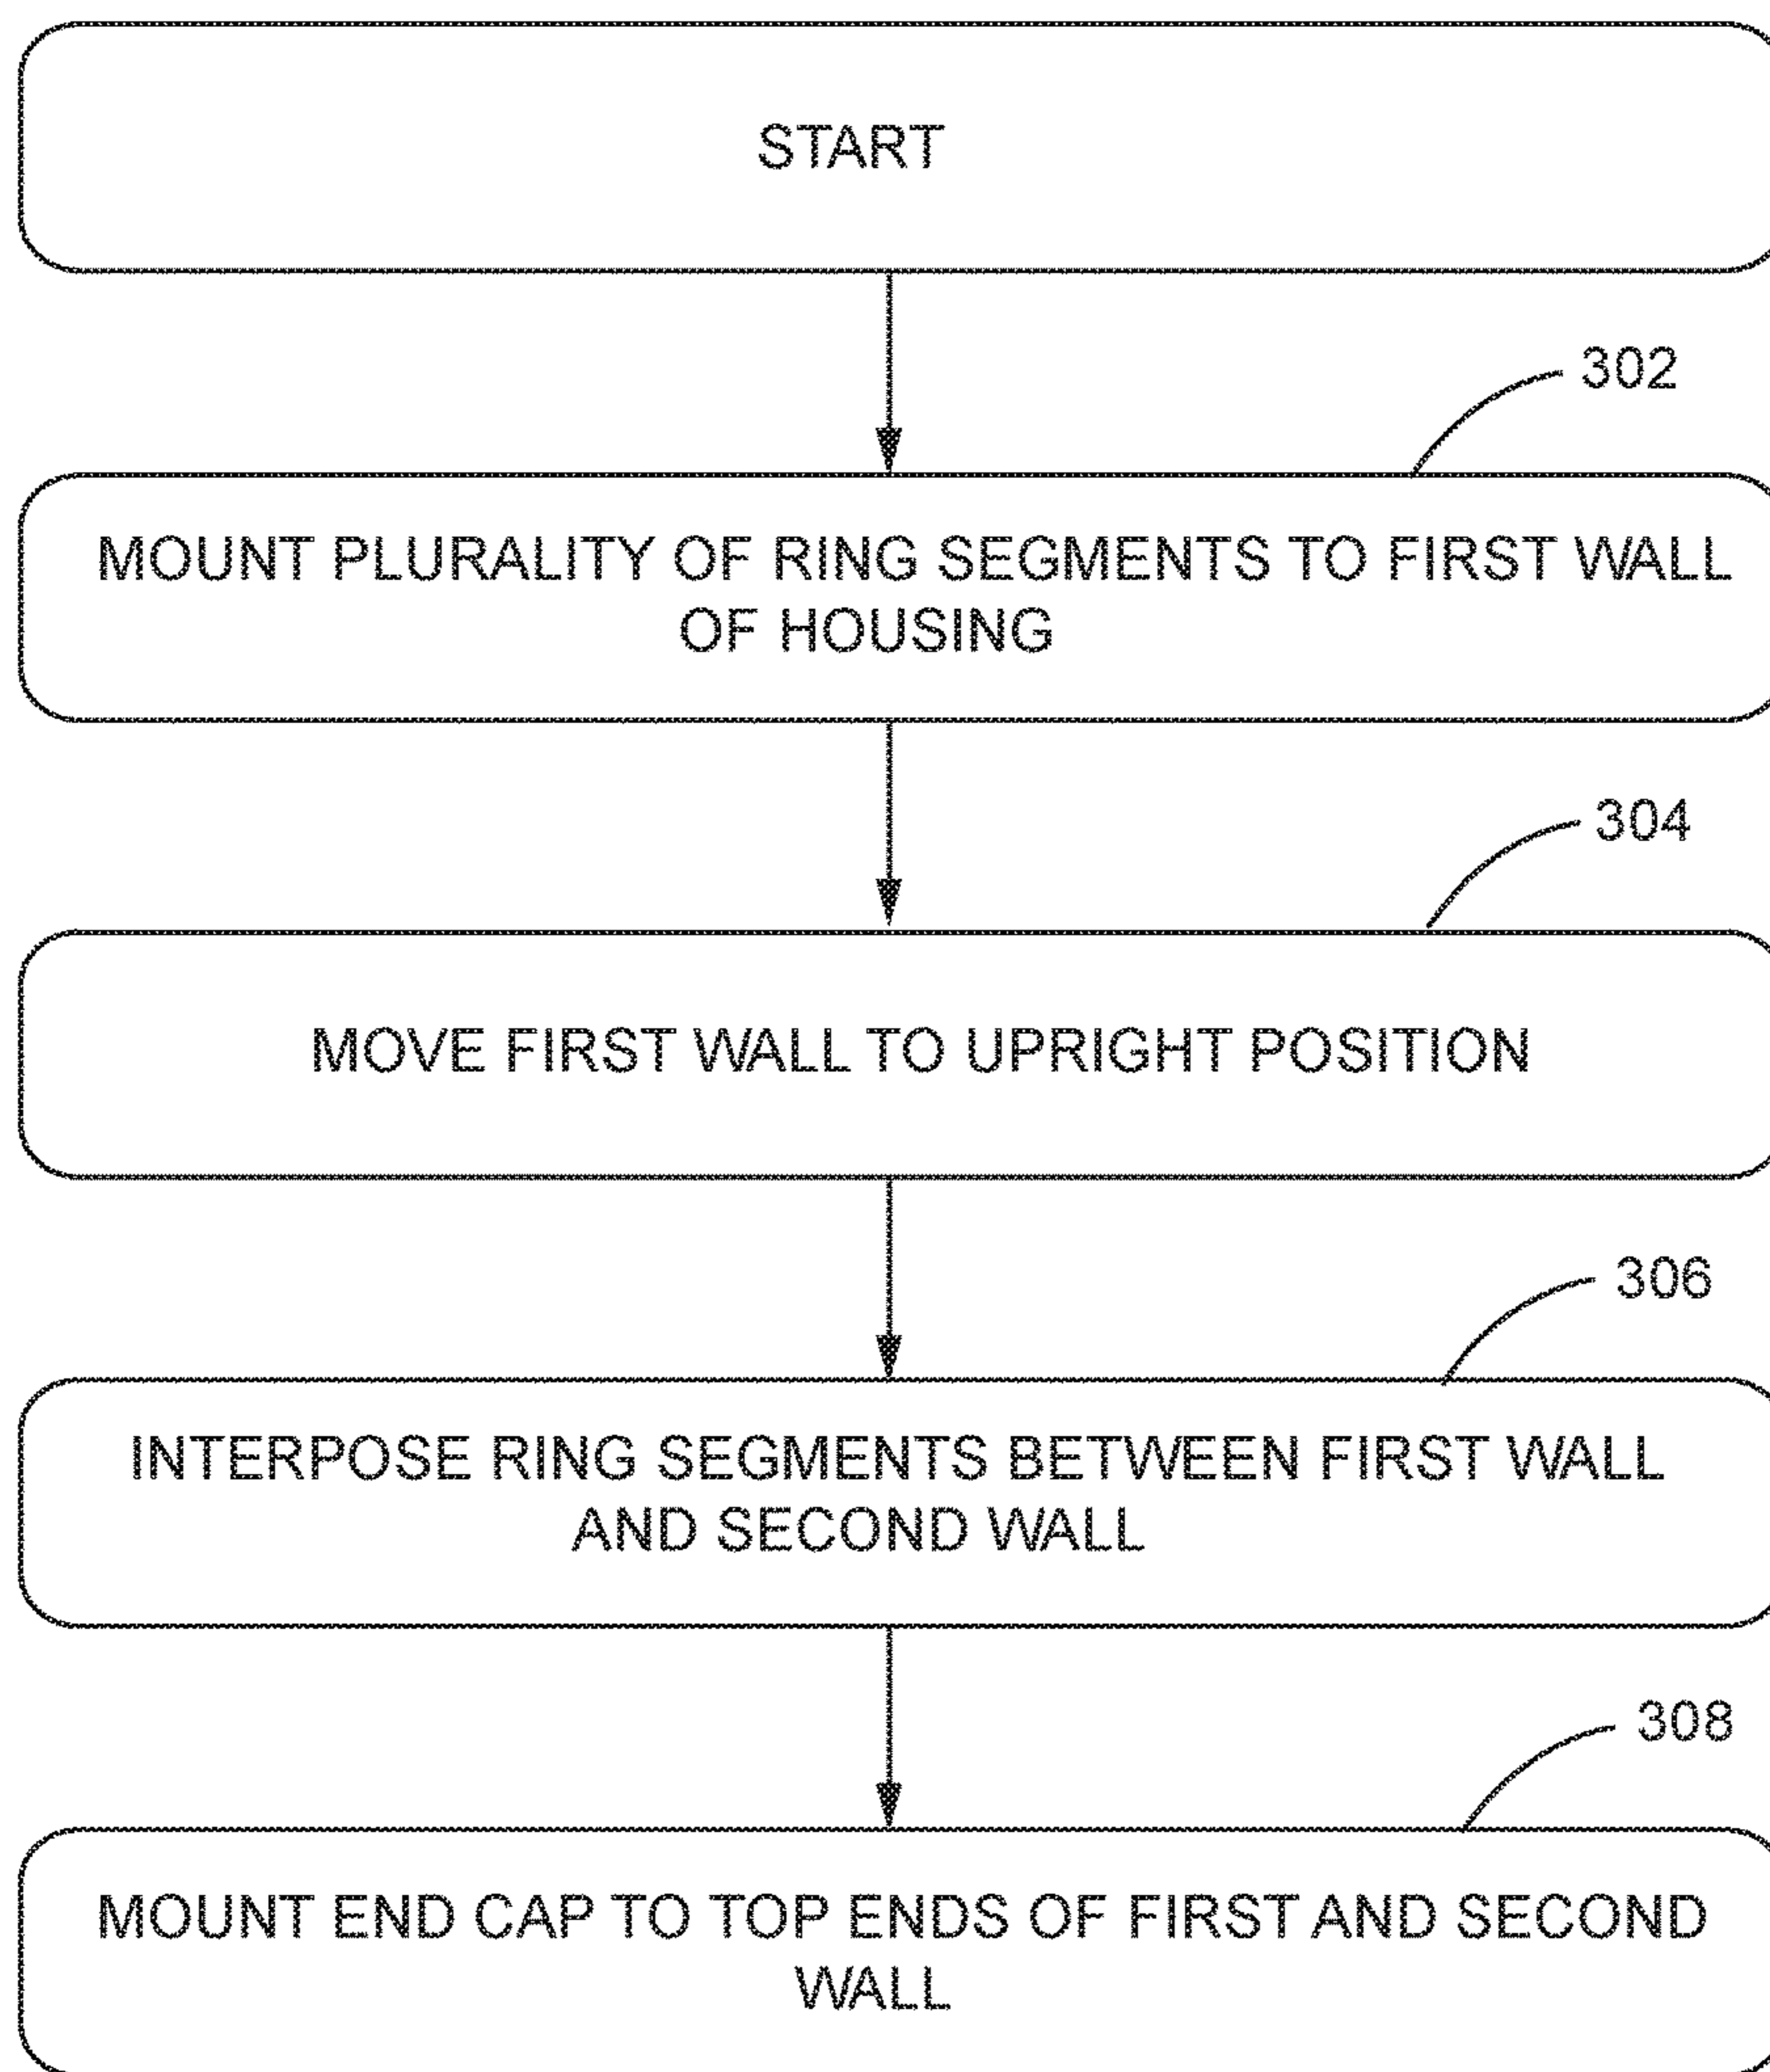 START
302
MOUNT PLURALITY OF RING SEGMENTS TO FIRST WALL
OF HOUSING
304
MOVE FIRST WALL TO UPRIGHT POSITION
306
INTERPOSE RING SEGMENTS BETWEEN FIRST WALL
AND SECOND WALL
308
MOUNT END CAP TO TOP ENDS OF FIRST AND SECOND
WALL